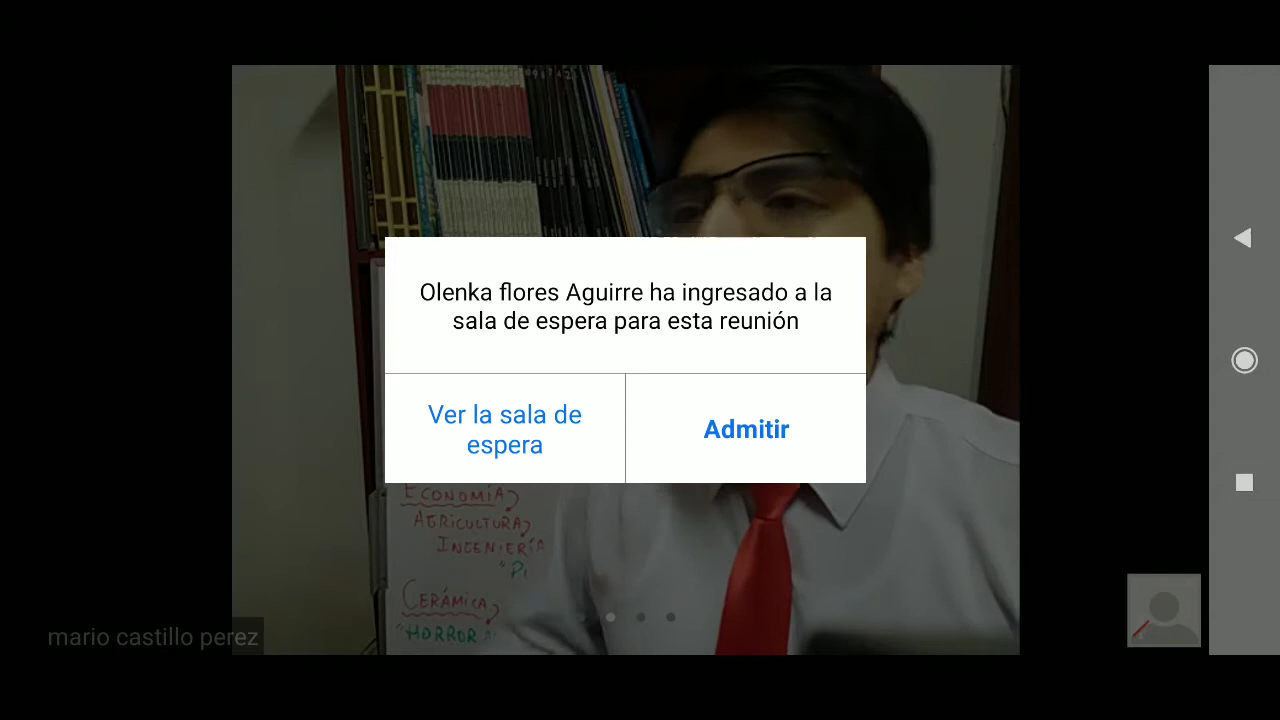 Olenka flores Aguirre ha ingresado a la
sala de espera para esta reunión
Ver la sala de
espera
Admitir
ECONOMÍA
AGRICULTURA
INGENIERÍA
CERÁMICA
"HORROR"
mario castillo perez